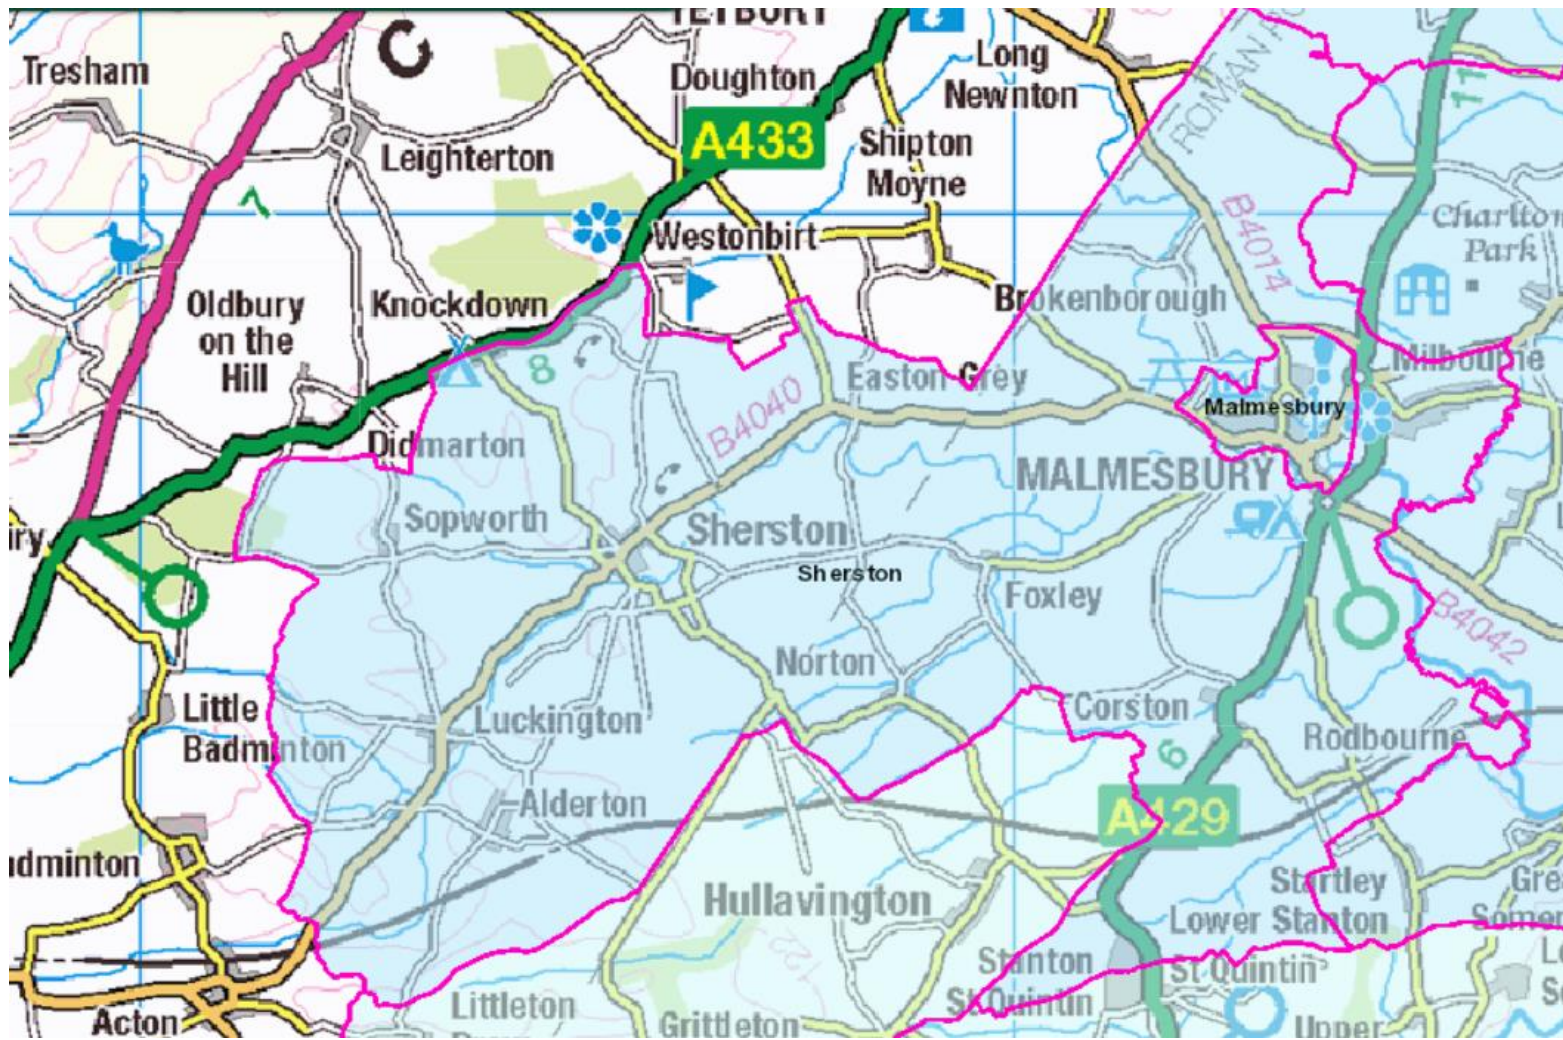 TETBURY
Tresham
Doughton
Long
Newnton
11
ROMAN
A433
Leighterton
Shipton
Moyne
7
B4014
Charlton
Park
Westonbirt
Oldbury
on the
Hill
Knockdown
Brokenborough
8
Milbourne
Easton Grey
Malmesbury
B4040
Didmarton
MALMESBURY
Sopworth
Sherston
Sherston
Foxley
B4042
Norton
Little
Badminton
Luckington
Corston
6
Rodbourne
Alderton
A429
Hullavington
Startley
Lower Stanton
St Quintin
Stanton
St Quintin
Littleton
Grittleton
Acton
Upper